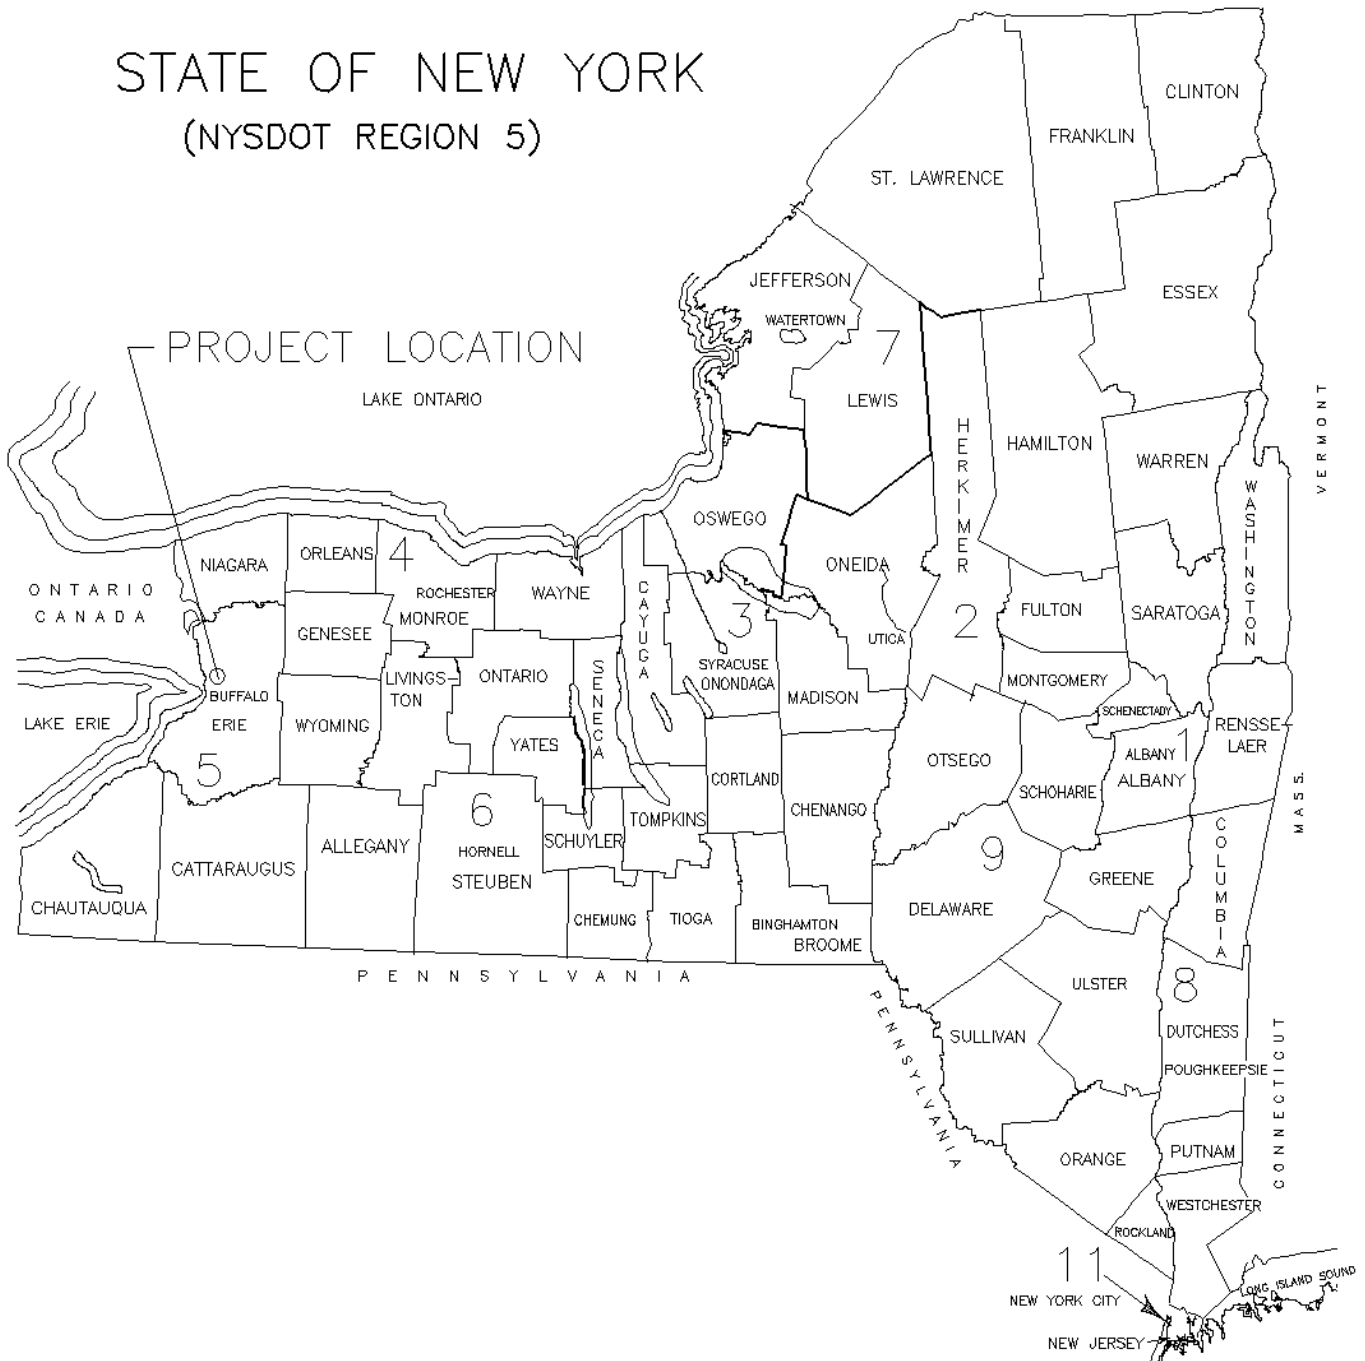 STATE OF NEW YORK
(NYSDOT REGION 5)
CLINTON
FRANKLIN
ST. LAWRENCE
JEFFERSON
ESSEX
WATERTOWN
7
PROJECT LOCATION
LAKE ONTARIO
LEWIS
HERKIMER
HAMILTON
WARREN
VERMONT
WASHINGTON
OSWEGO
ORLEANS
4
NIAGARA
ONEIDA
ONTARIO
CANADA
ROCHESTER
WAYNE
CAYUGA
MONROE
3
FULTON
SARATOGA
2
GENESEE
UTICA
SYRACUSE
ONONDAGA
SENECA
LIVINGS-
TON
ONTARIO
MADISON
MONTGOMERY
SCHENECTADY
BUFFALO
ERIE
LAKE ERIE
WYOMING
YATES
RENSSE-
LAER
ALBANY
1
ALBANY
OTSEGO
5
CORTLAND
SCHOHARIE
MASS.
6
CHENANGO
TOMPKINS
SCHUYLER
ALLEGANY
HORNELL
STEUBEN
9
COLUMBIA
CATTARAUGUS
GREENE
CHAUTAUQUA
CHEMUNG
TIOGA
BINGHAMTON
BROOME
DELAWARE
PENNSYLVANIA
ULSTER
8
PENNSYLVANIA
SULLIVAN
DUTCHESS
POUGHKEEPSIE
CONNECTICUT
ORANGE
PUTNAM
WESTCHESTER
ROCKLAND
11
NEW YORK CITY
LONG ISLAND SOUND
NEW JERSEY